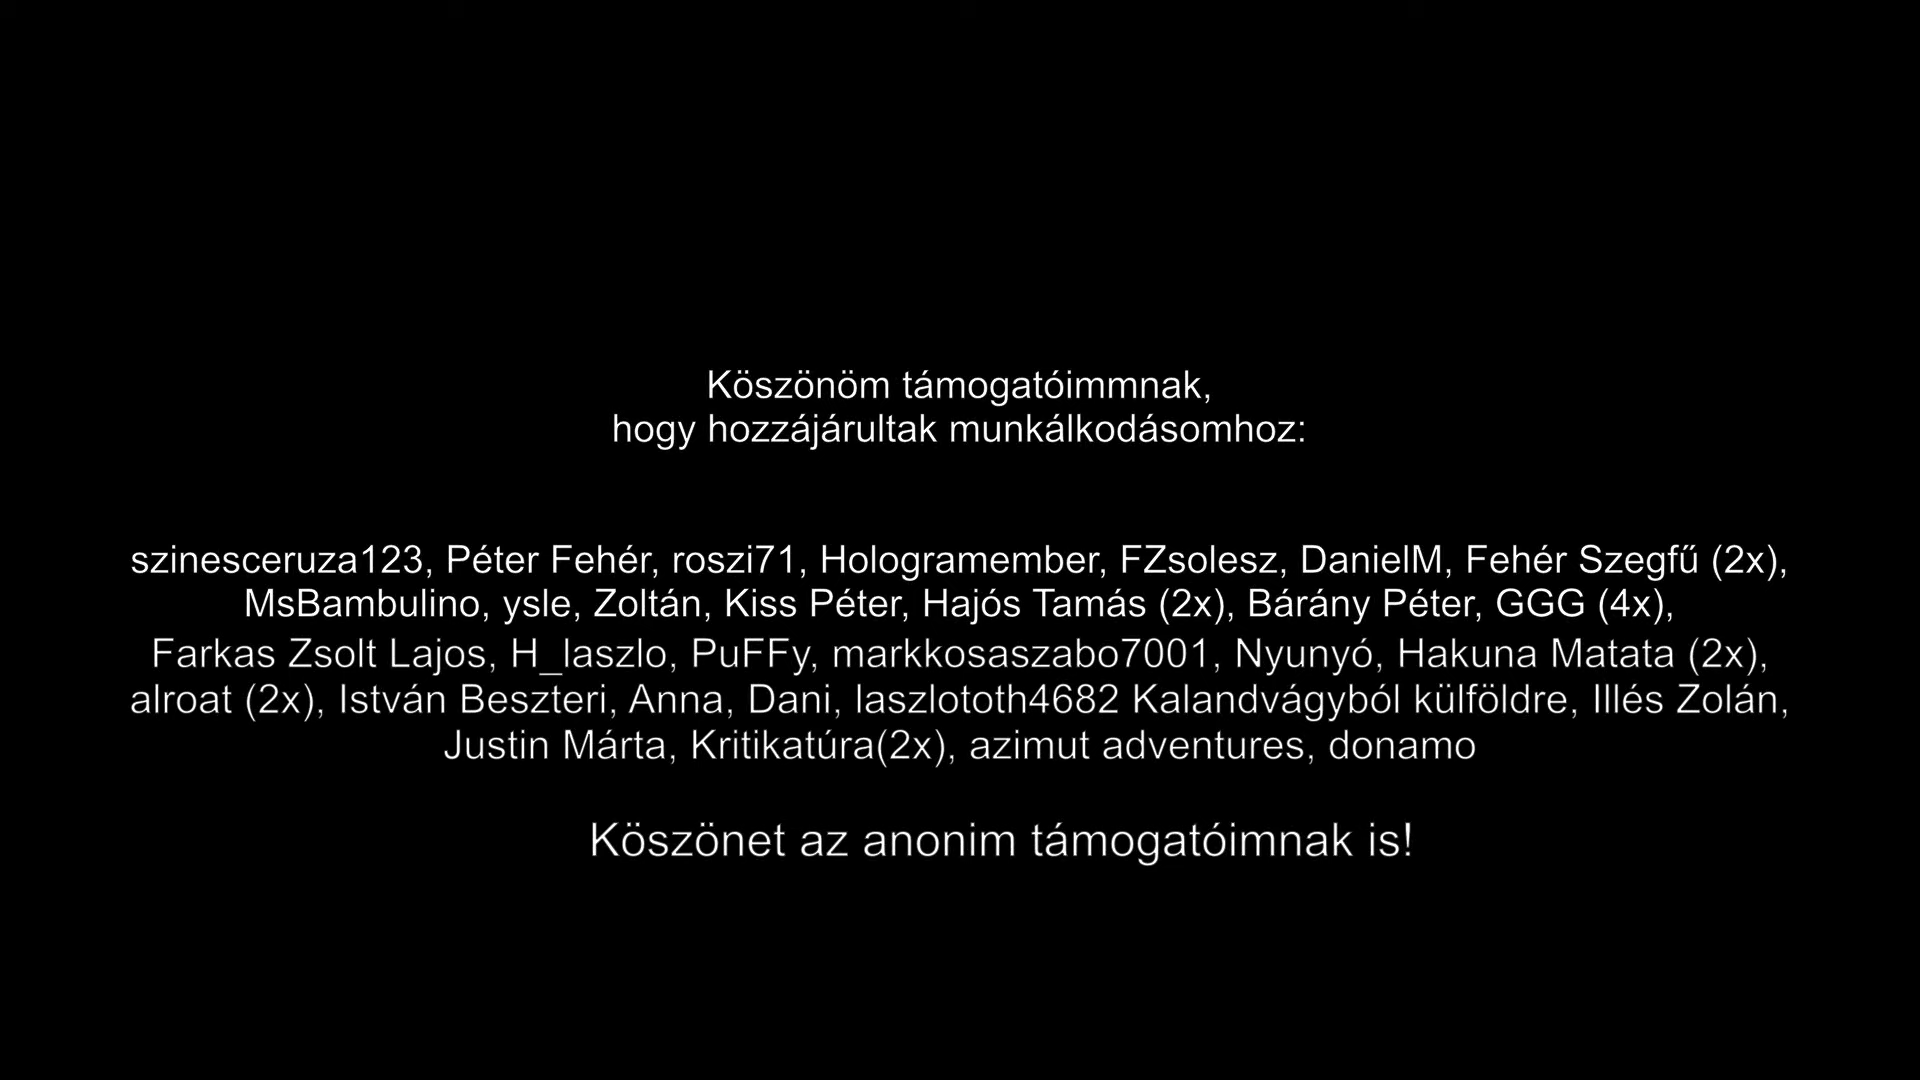 Köszönöm támogatóimmnak,
hogy hozzájárultak munkálkodásomhoz:
szinesceruza123, Péter Fehér, roszi71, Hologramember, FZsolesz, DanielM, Fehér Szegfű (2x),
MsBambulino, ysle, Zoltán, Kiss Péter, Hajós Tamás (2x), Bárány Péter, GGG (4x),
Farkas Zsolt Lajos, H_laszlo, PuFFy, markkosaszabo7001, Nyunyó, Hakuna Matata (2x),
alroat (2x), István Beszteri, Anna, Dani, laszlototh4682 Kalandvágyból külföldre, Illés Zolán,
Justin Márta, Kritikatúra(2x), azimut adventures, donamo
Köszönet az anonim támogatóimnak is!